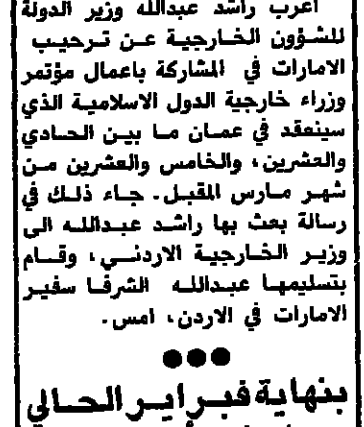 اعرب راشد عبدالله وزير الدولة
للشؤون الخارجية عن ترحيب
الامارات في المشاركة باعمال مؤتمر
وزراء خارجية الدول الاسلامية الذي
سينعقد في عمان ما بين الحادي
والعشرين، والخامس والعشرين من
شهر مارس المقبل. جاء ذلك في
رسالة بعث بها راشد عبدالله الى
وزير الخارجية الاردني، وقام
بتسليمها عبدالله الشرفا سفير
الامارات في الاردن، امس.
●●●
بنهاية فبراير الحالي